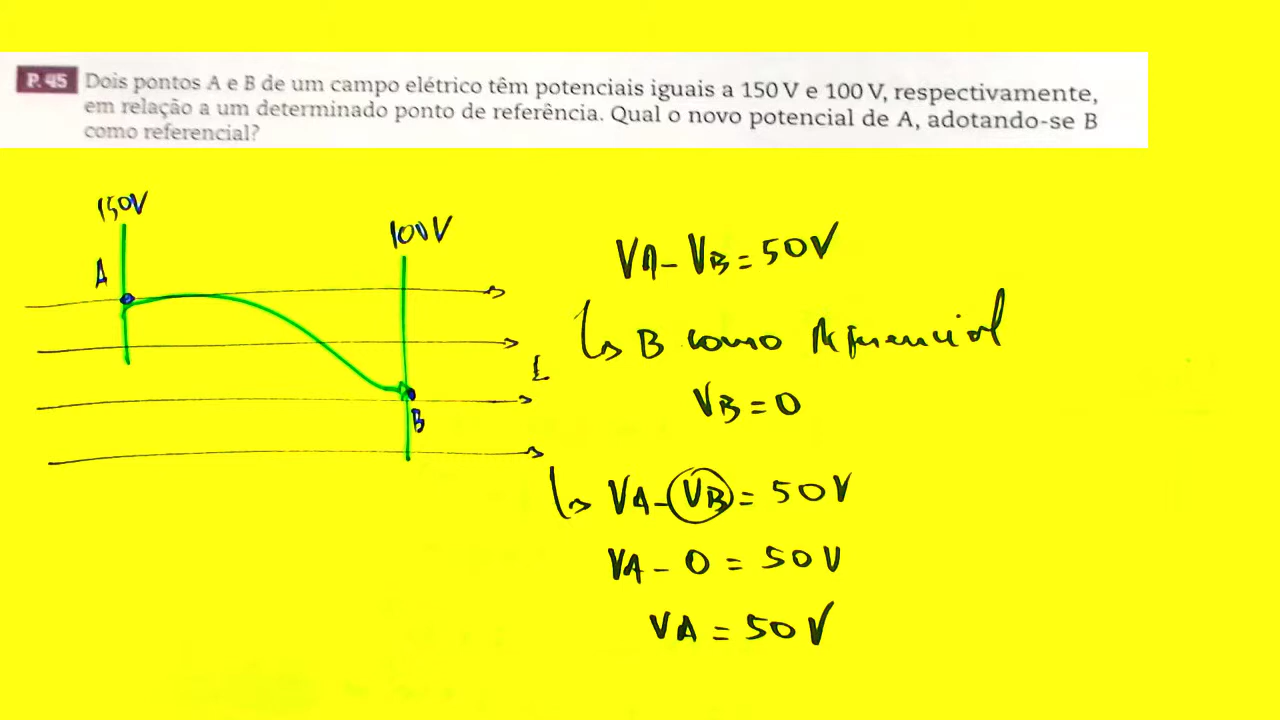 P. 45 Dois pontos A e B de um campo elétrico têm potenciais iguais a 150 V e 100 V, respectivamente,
em relação a um determinado ponto de referência. Qual o novo potencial de A, adotando-se B
como referencial?
150V
100V
A
B
E
VA - VB = 50V
↳ B como referencial
VB = 0
↳ VA - VB = 50V
VA - 0 = 50V
VA = 50V